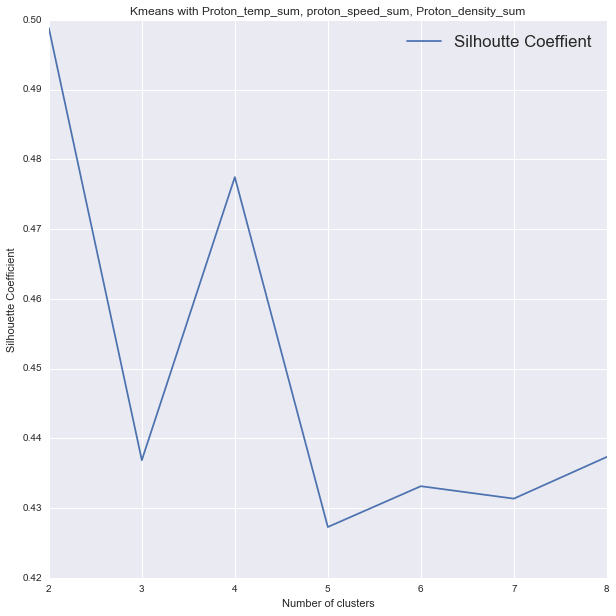 Kmeans with Proton_temp_sum, proton_speed_sum, Proton_density_sum
Silhoutte Coeffient
Silhouette Coefficient
0.50
0.49
0.48
0.47
0.46
0.45
0.44
0.43
0.42
2 3 4 5 6 7 8
Number of clusters